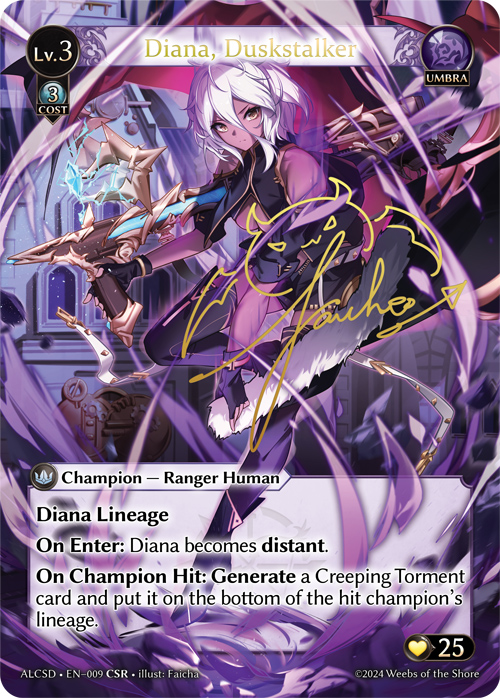 Lv.3
Diana, Duskstalker
3
COST
UMBRA
Faicha
Champion — Ranger Human
Diana Lineage
On Enter: Diana becomes distant.
On Champion Hit: Generate a Creeping Torment
card and put it on the bottom of the hit champion's
lineage.
25
ALCSD • EN–009 CSR • illust: Faicha
©2024 Weebs of the Shore